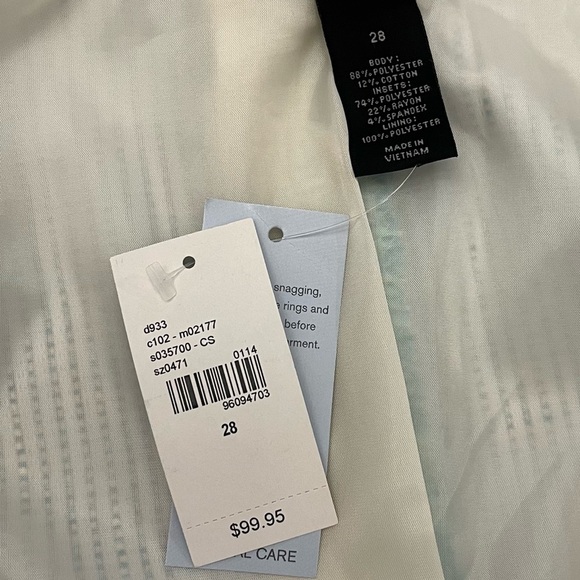 28
BODY:
88% POLYESTER
12% COTTON
INSETS:
74% POLYESTER
22% RAYON
4% SPANDEX
LINING:
100% POLYESTER
MADE IN
VIETNAM
snagging,
rings and
before
d933
c102 - m02177
s035700 - CS
sz0471
0114
96094703
28
$99.95
CARE